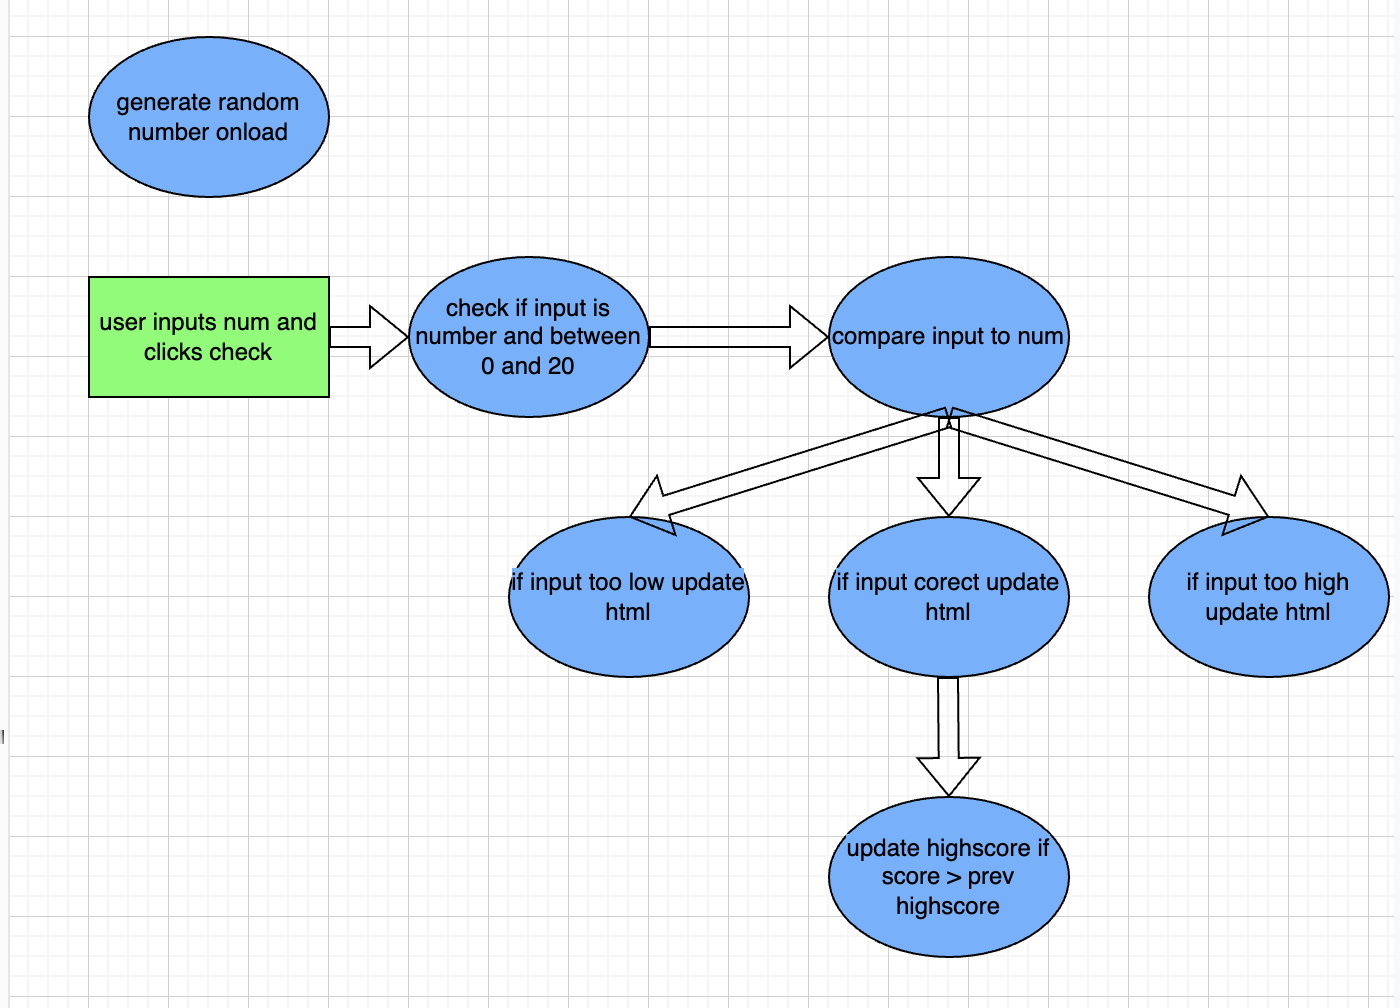 generate random
number onload
user inputs num and
clicks check
check if input is
number and between
0 and 20
compare input to num
if input too low update
html
if input corect update
html
if input too high
update html
update highscore if
score > prev
highscore